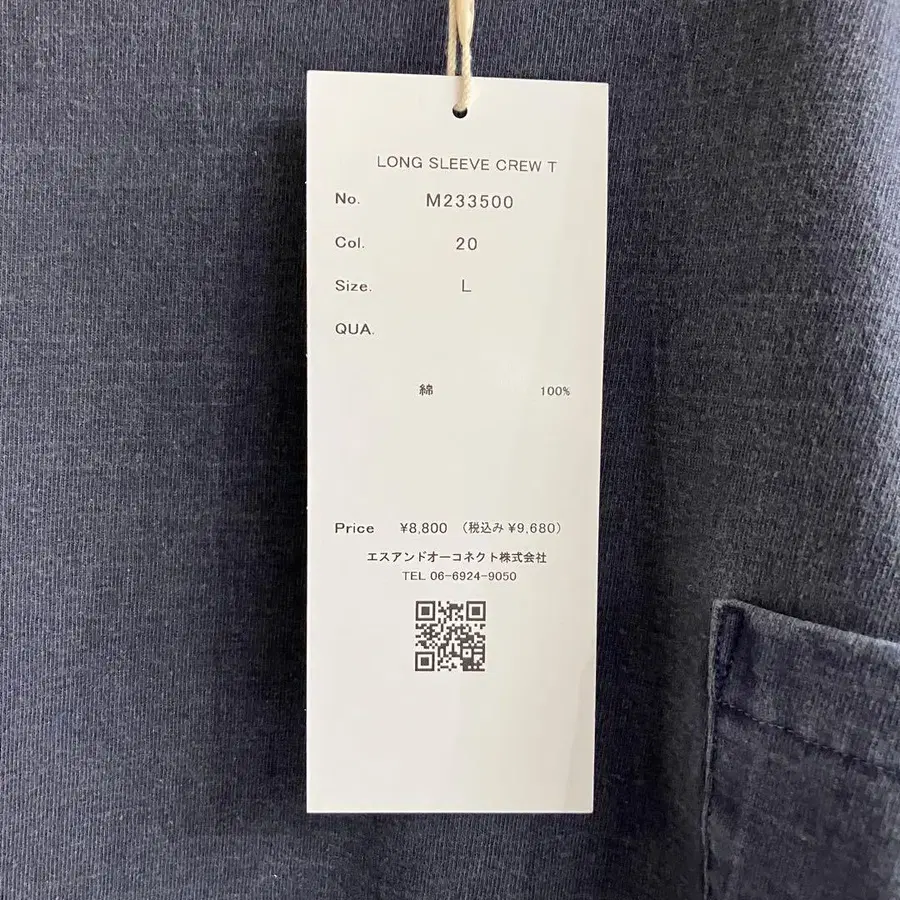 LONG SLEEVE CREW T
No. M233500
Col. 20
Size. L
QUA.
綿 100%
Price ¥8,800 (税込み ¥9,680)
エスアンドオーコネクト株式会社
TEL 06-6924-9050